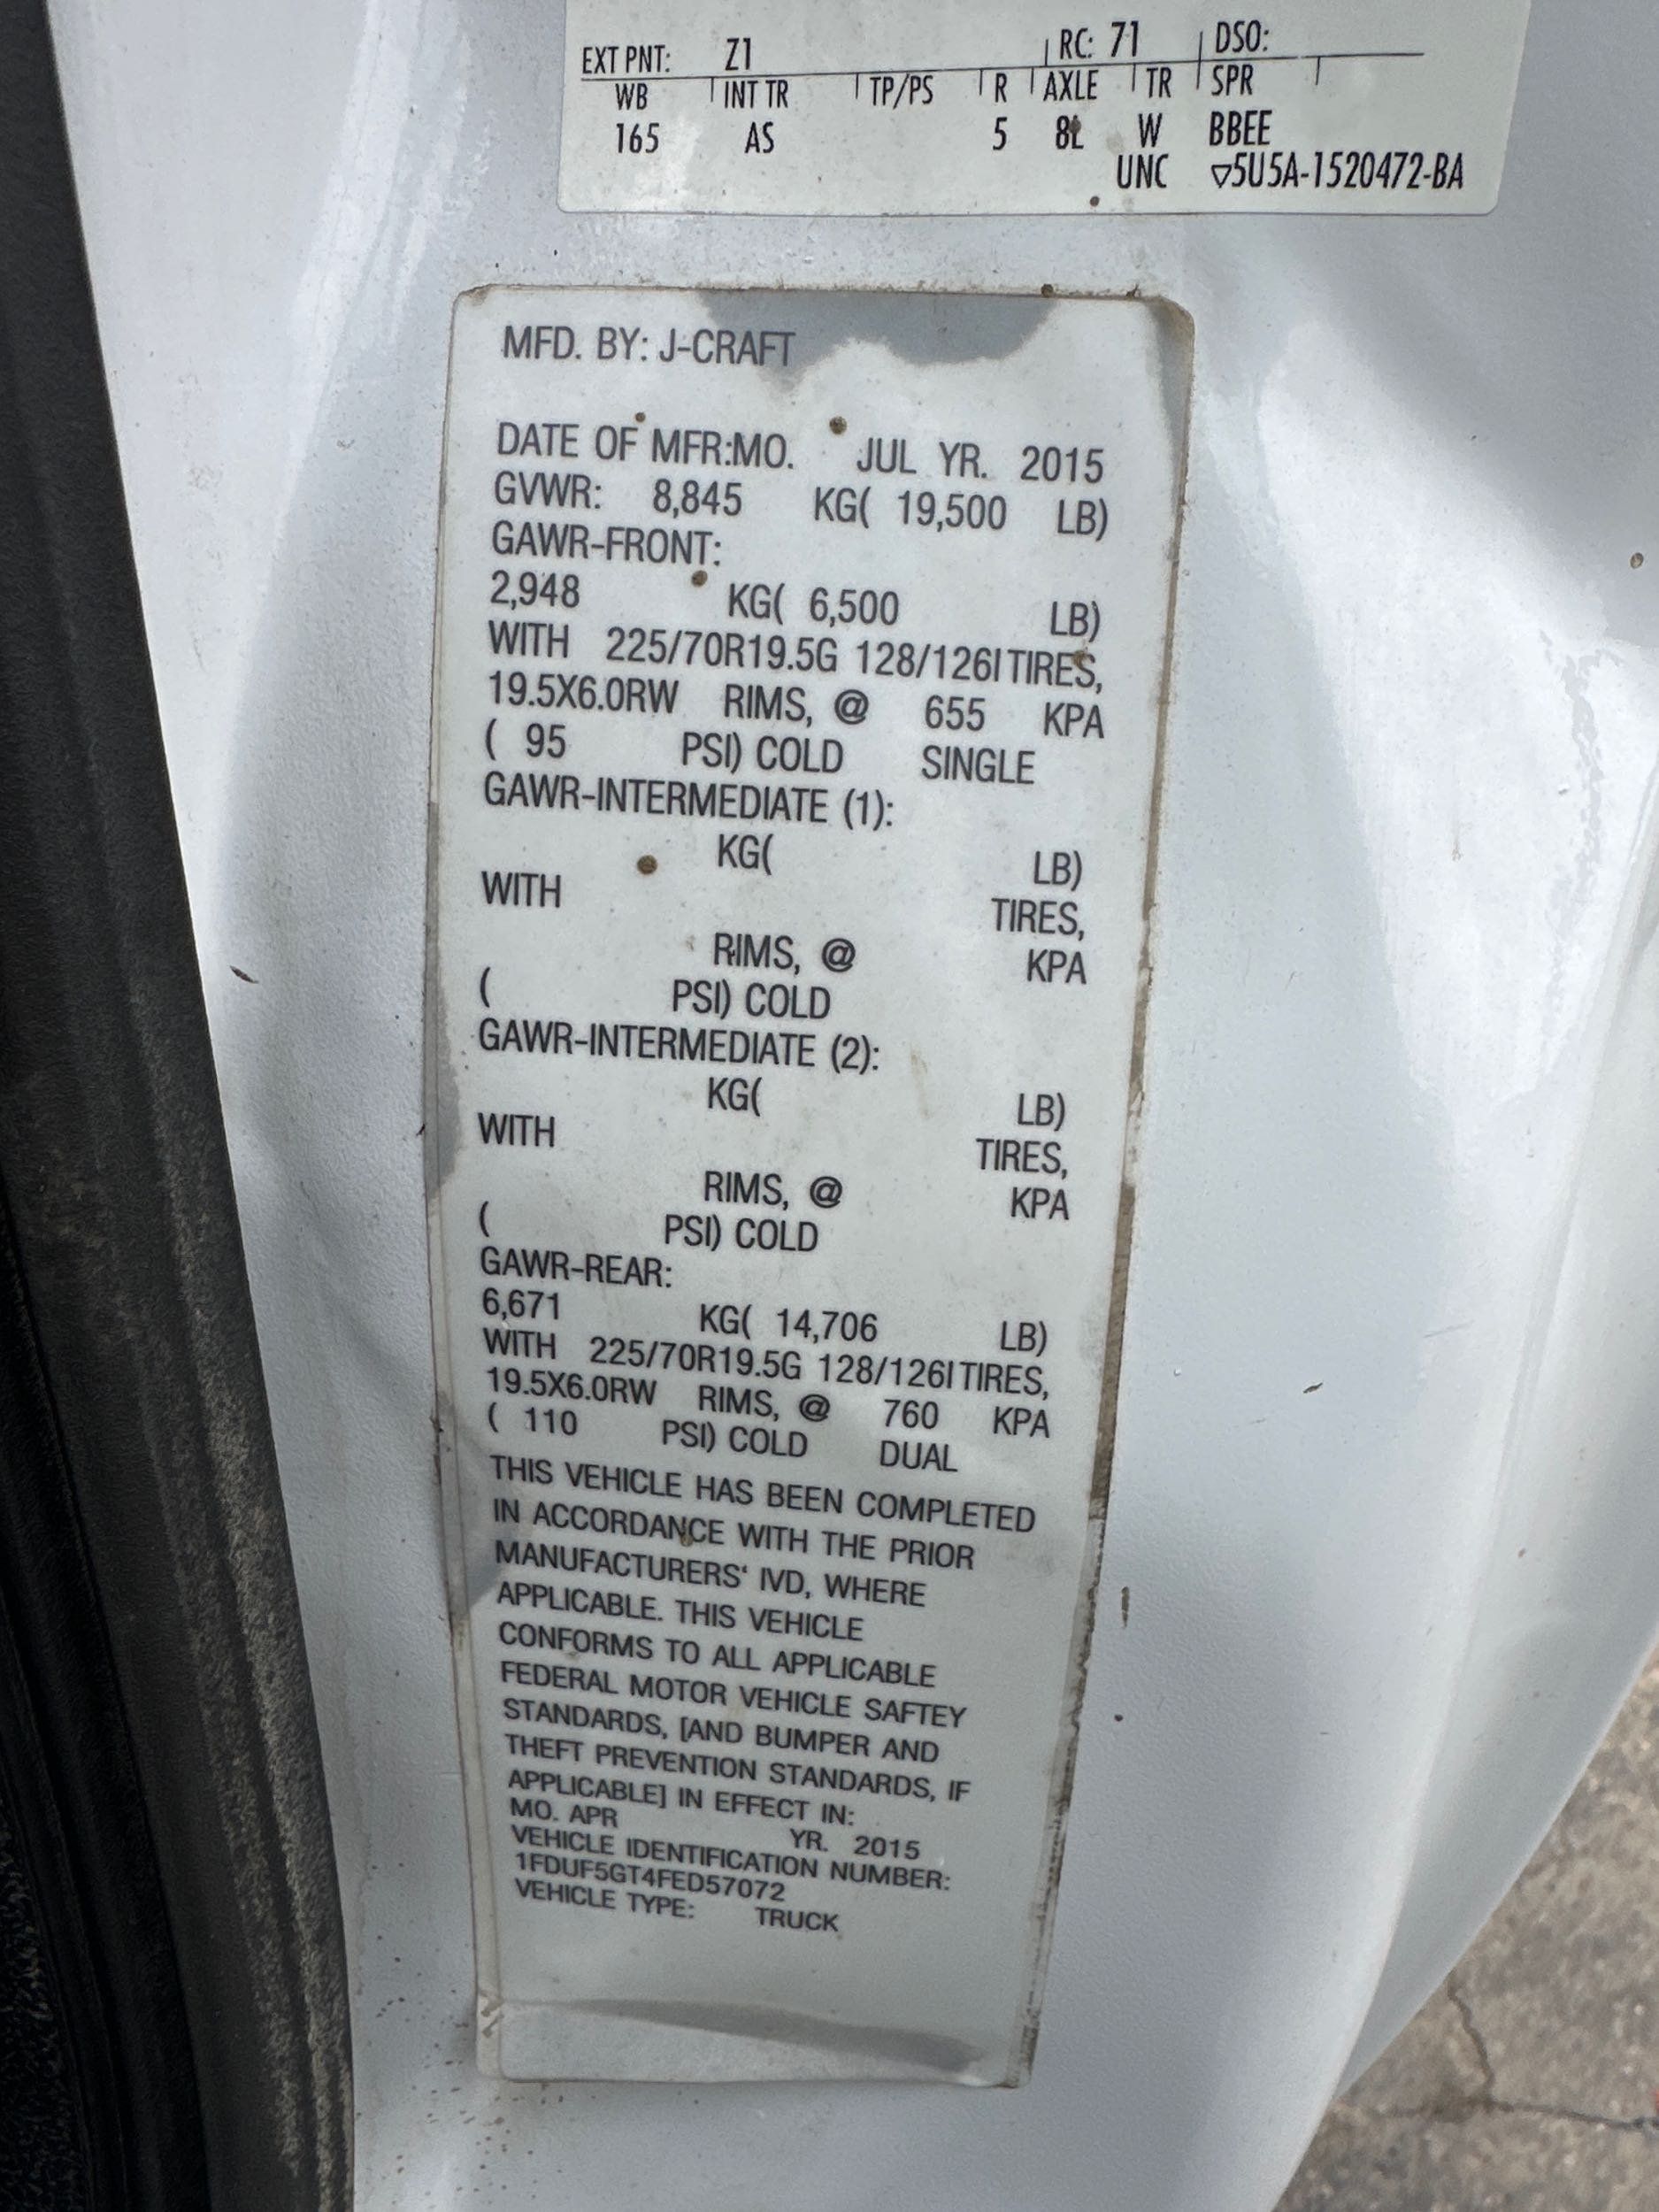 EXT PNT: Z1 RC: 71 DSO:
WB INT TR TP/PS R AXLE TR SPR
165 AS 5 8L W BBEE
UNC ▽5U5A-1520472-BA
MFD. BY: J-CRAFT
DATE OF MFR:MO. JUL YR. 2015
GVWR: 8,845 KG( 19,500 LB)
GAWR-FRONT:
2,948 KG( 6,500 LB)
WITH 225/70R19.5G 128/126I TIRES,
19.5X6.0RW RIMS, @ 655 KPA
( 95 PSI) COLD SINGLE
GAWR-INTERMEDIATE (1):
KG( LB)
WITH TIRES,
RIMS, @ KPA
( PSI) COLD
GAWR-INTERMEDIATE (2):
KG( LB)
WITH TIRES,
RIMS, @ KPA
( PSI) COLD
GAWR-REAR:
6,671 KG( 14,706 LB)
WITH 225/70R19.5G 128/126I TIRES,
19.5X6.0RW RIMS, @ 760 KPA
( 110 PSI) COLD DUAL
THIS VEHICLE HAS BEEN COMPLETED
IN ACCORDANCE WITH THE PRIOR
MANUFACTURERS' IVD, WHERE
APPLICABLE. THIS VEHICLE
CONFORMS TO ALL APPLICABLE
FEDERAL MOTOR VEHICLE SAFTEY
STANDARDS, [AND BUMPER AND
THEFT PREVENTION STANDARDS, IF
APPLICABLE] IN EFFECT IN:
MO. APR YR. 2015
VEHICLE IDENTIFICATION NUMBER:
1FDUF5GT4FED57072
VEHICLE TYPE: TRUCK